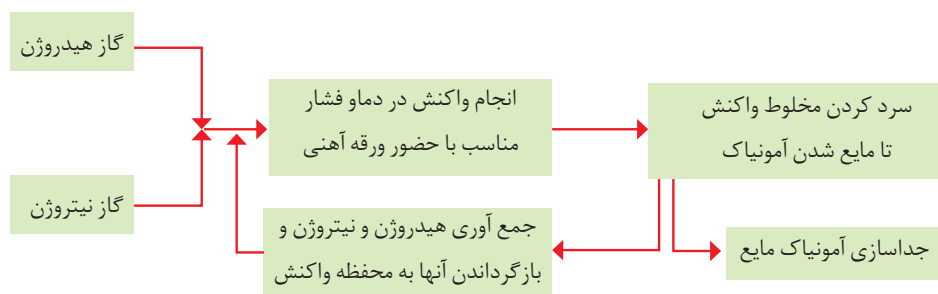 گاز هیدروژن
گاز نیتروژن
انجام واکنش در دماو فشار
مناسب با حضور ورقه آهنی
سرد کردن مخلوط واکنش
تا مایع شدن آمونیاک
جمع آوری هیدروژن و نیتروژن و
بازگرداندن آنها به محفظه واکنش
جداسازی آمونیاک مایع